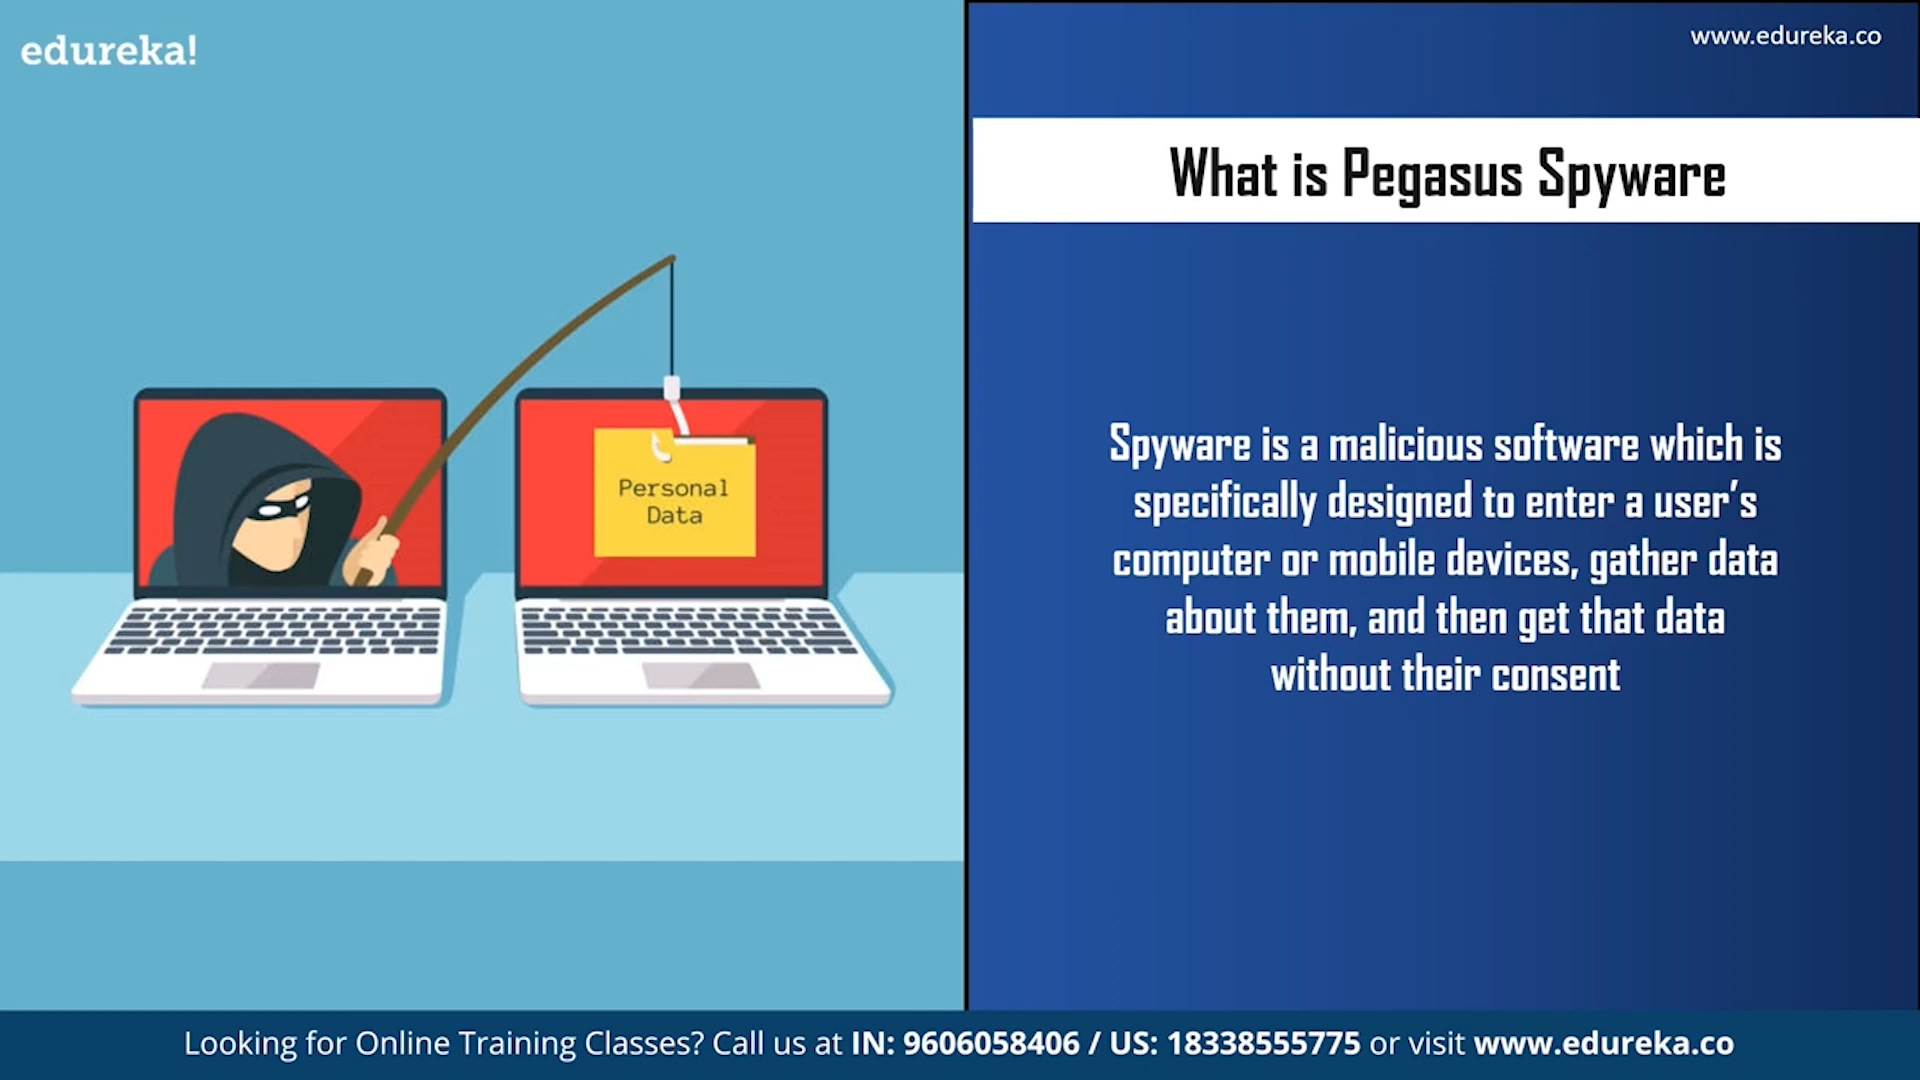 edureka!
www.edureka.co
What is Pegasus Spyware
Personal
Data
Spyware is a malicious software which is
specifically designed to enter a user's
computer or mobile devices, gather data
about them, and then get that data
without their consent
Looking for Online Training Classes? Call us at IN: 9606058406 / US: 18338555775 or visit www.edureka.co